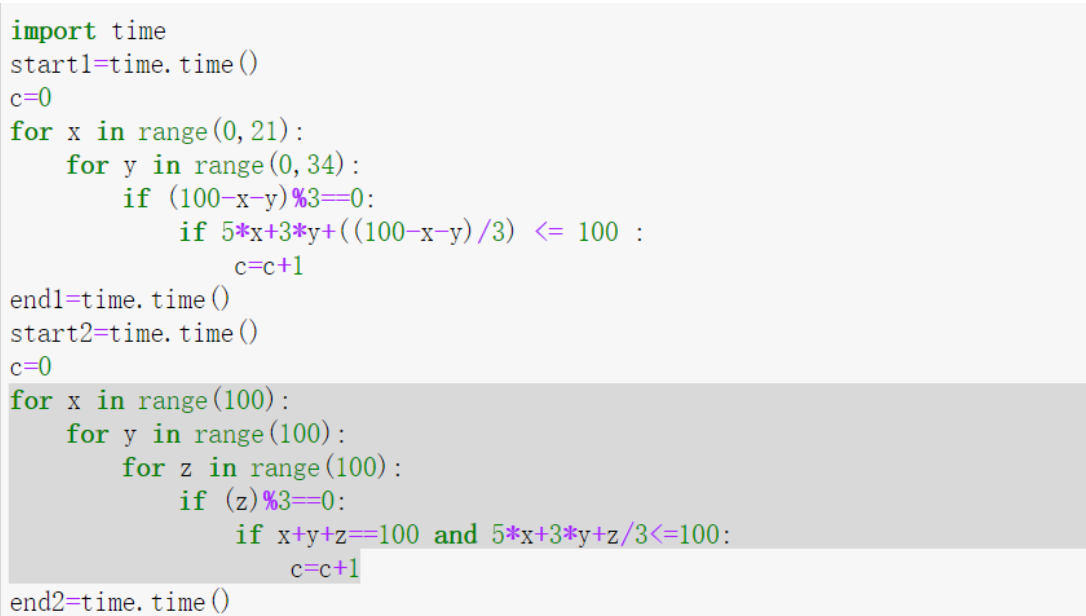 import time
start1=time.time()
c=0
for x in range(0,21):
    for y in range(0,34):
        if (100-x-y)%3==0:
            if 5*x+3*y+((100-x-y)/3) <= 100 :
                c=c+1
end1=time.time()
start2=time.time()
c=0
for x in range(100):
    for y in range(100):
        for z in range(100):
            if (z)%3==0:
                if x+y+z==100 and 5*x+3*y+z/3<=100:
                    c=c+1
end2=time.time()